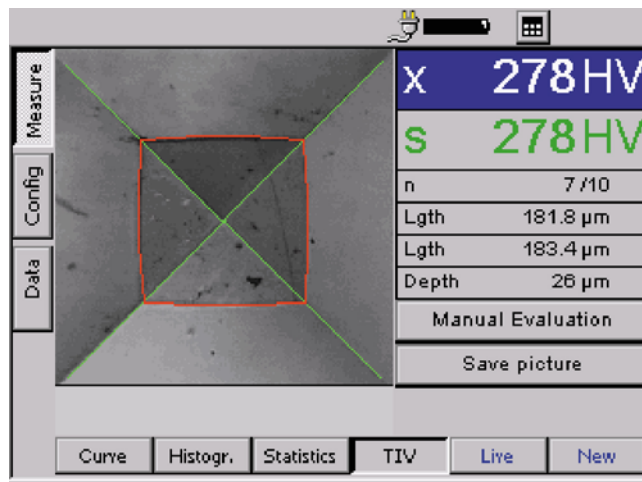 Measure
Config
Data
x 278HV
s 278HV
n 7/10
Lgth 181.8 µm
Lgth 183.4 µm
Depth 26 µm
Manual Evaluation
Save picture
Curve Histogr. Statistics TIV Live New